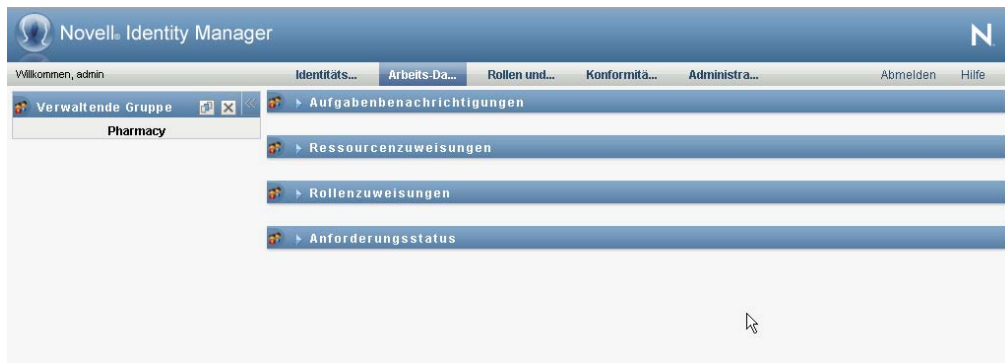 Novell® Identity Manager
N
Willkommen, admin
Identitäts...
Arbeits-Da...
Rollen und...
Konformitä...
Administra...
Abmelden
Hilfe
Verwaltende Gruppe
Pharmacy
Aufgabenbenachrichtigungen
Ressourcenzuweisungen
Rollenzuweisungen
Anforderungsstatus